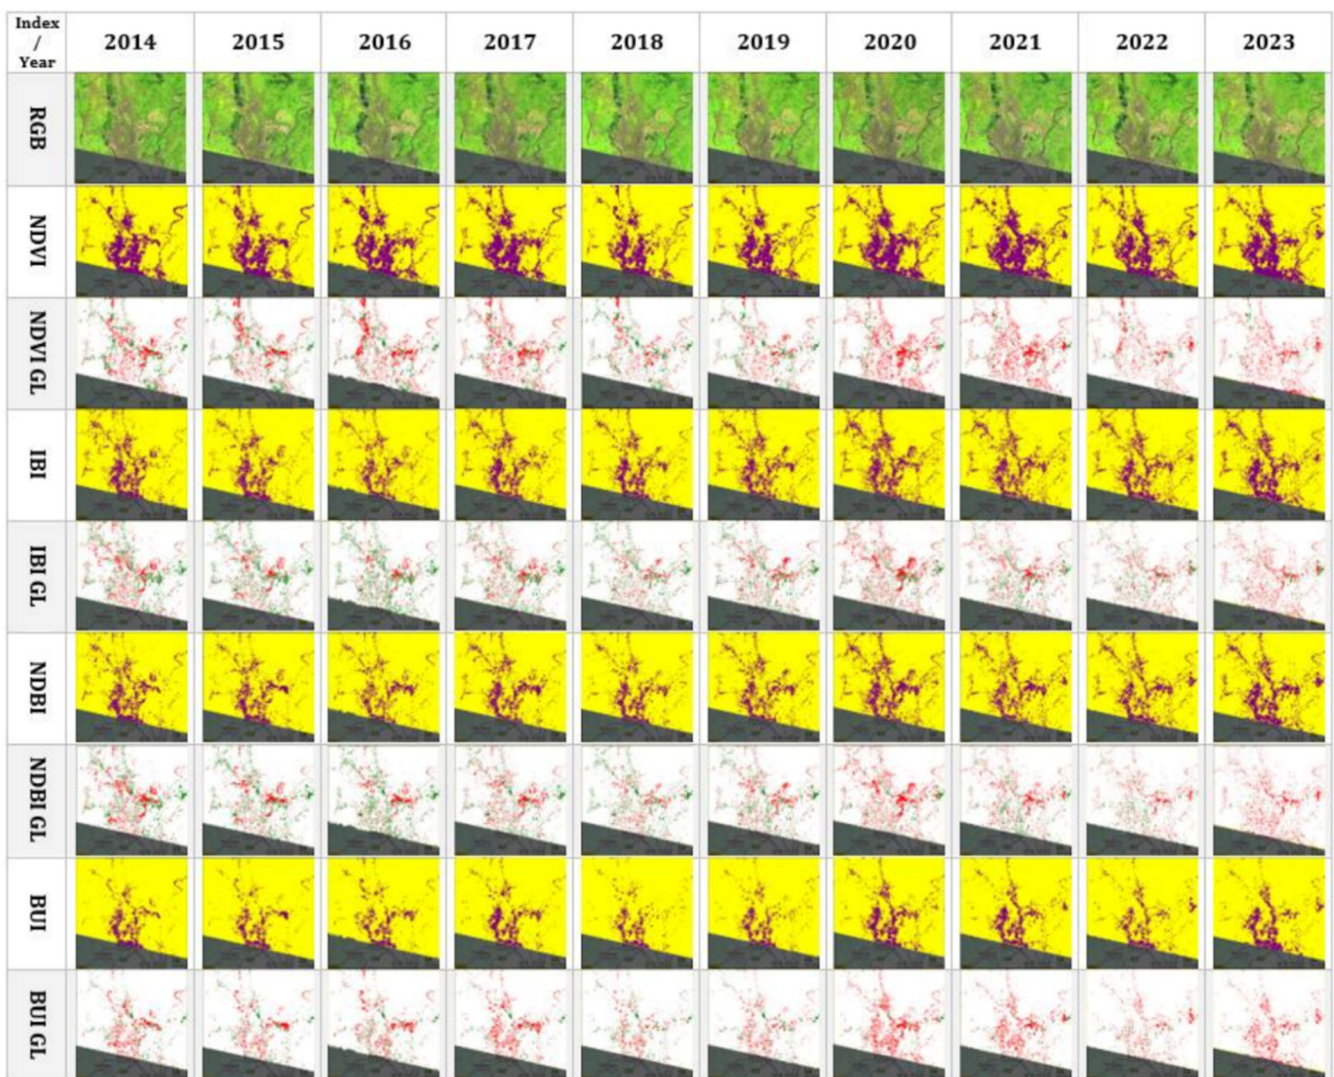 Index
/
Year
2014 2015 2016 2017 2018 2019 2020 2021 2022 2023
RGB
NDVI
NDVI GL
IBI
IBI GL
NDBI
NDBI GL
BUI
BUI GL